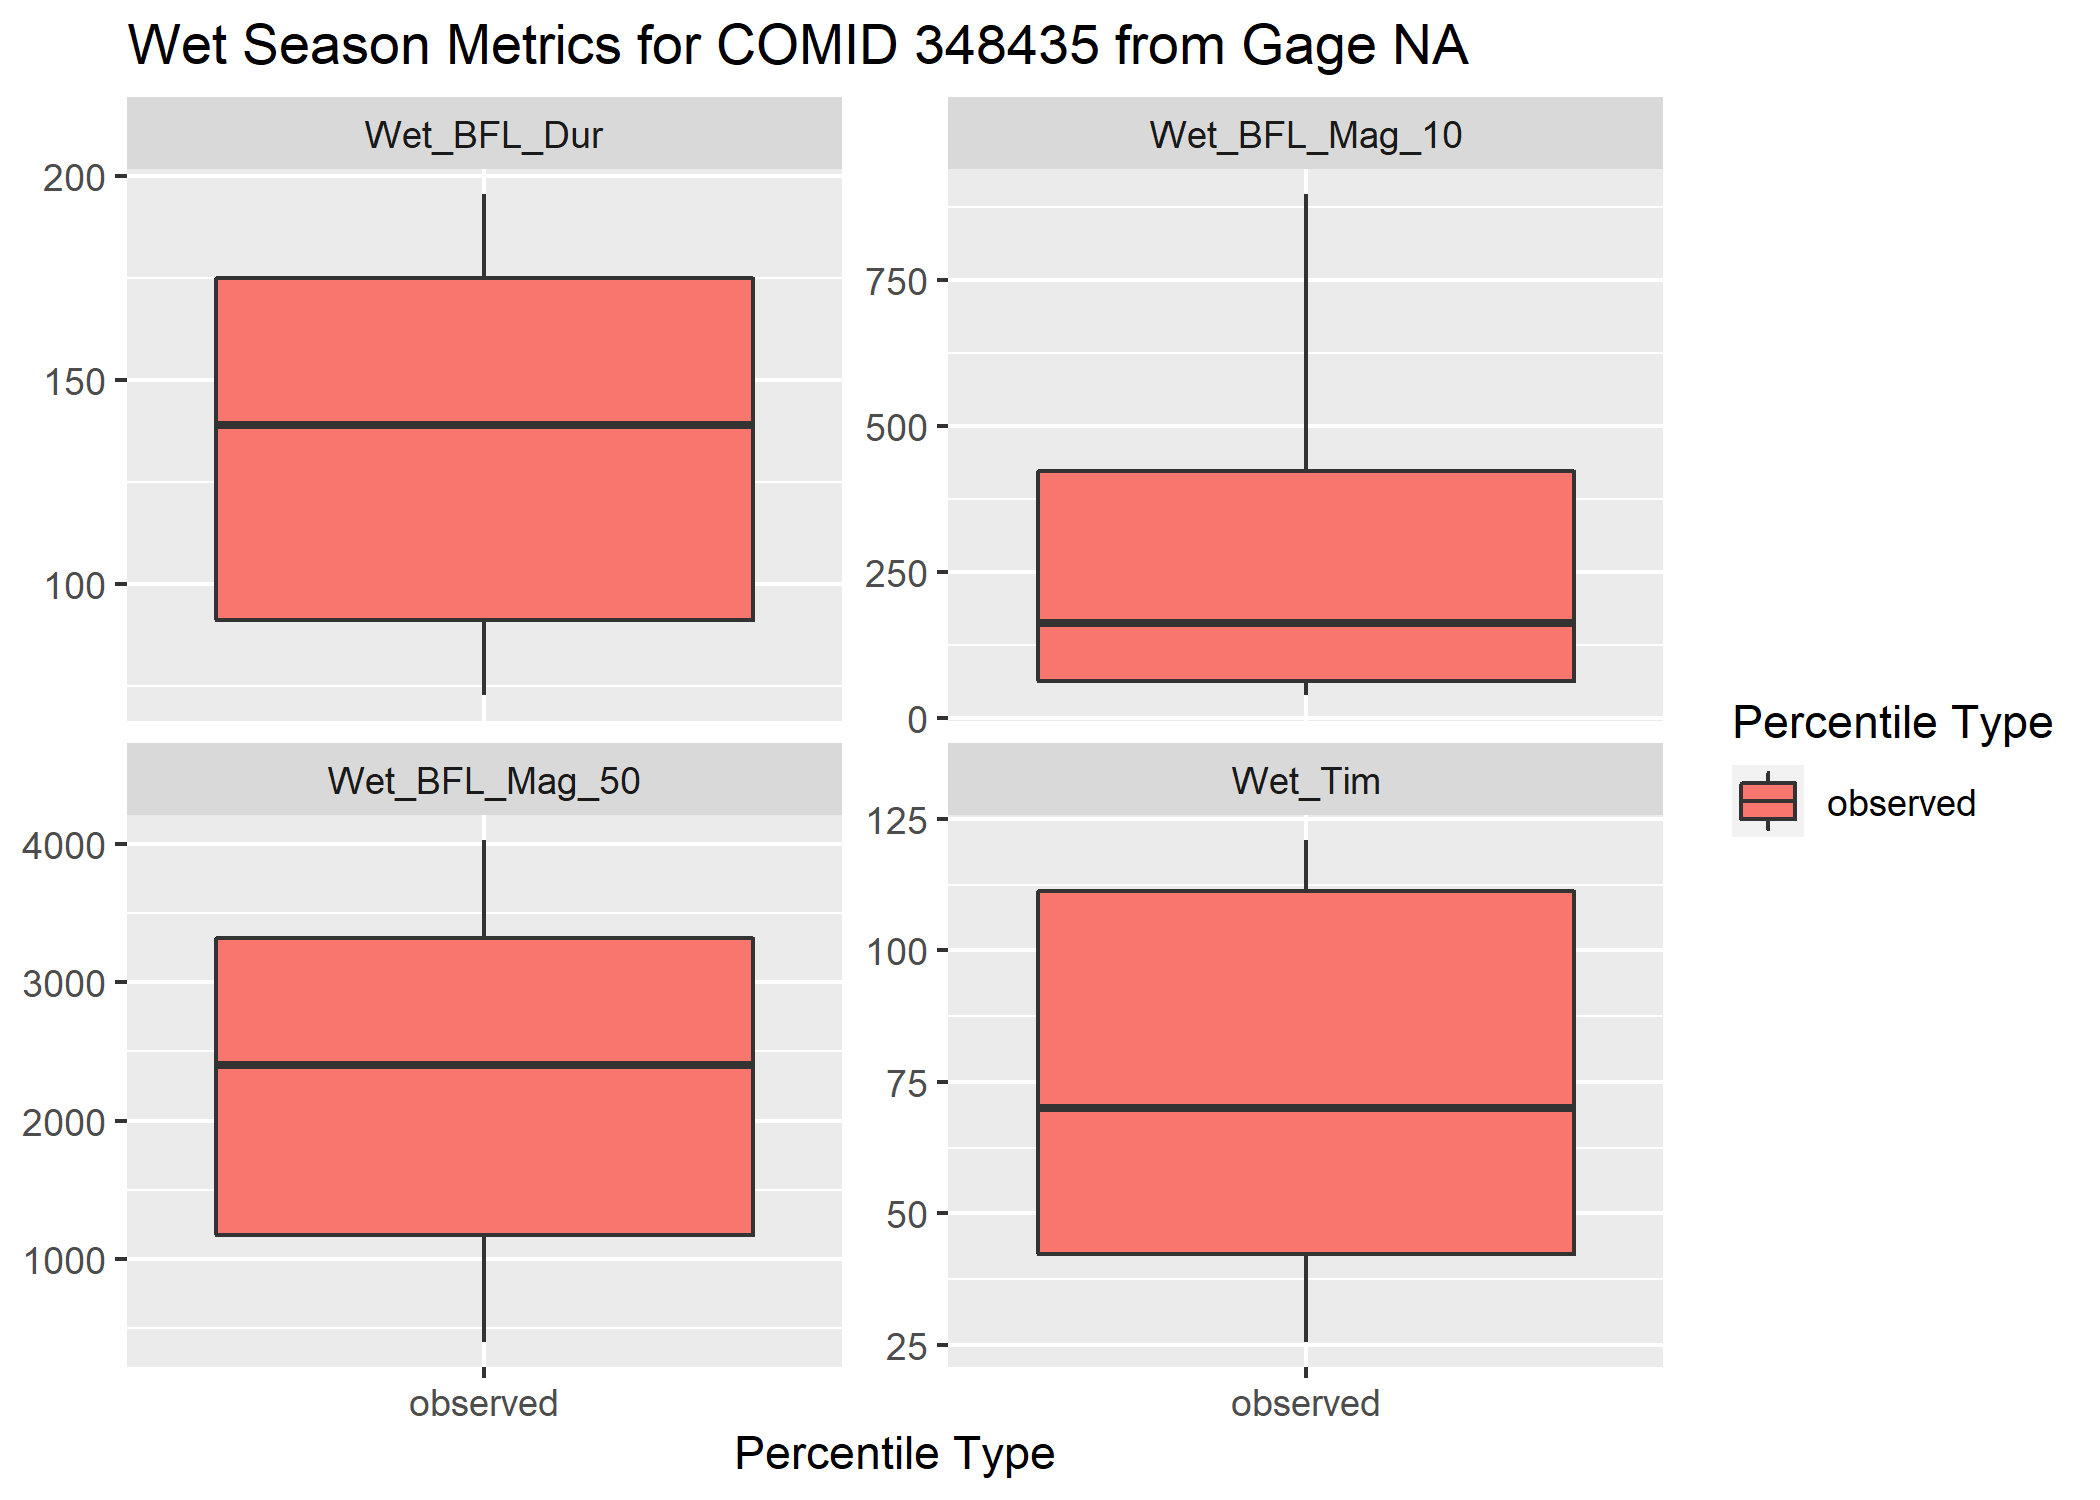 Wet Season Metrics for COMID 348435 from Gage NA
Wet_BFL_Dur
200
150
100
Wet_BFL_Mag_10
750
500
250
0
Wet_BFL_Mag_50
4000
3000
2000
1000
observed
Wet_Tim
125
100
75
50
25
observed
Percentile Type
Percentile Type
observed